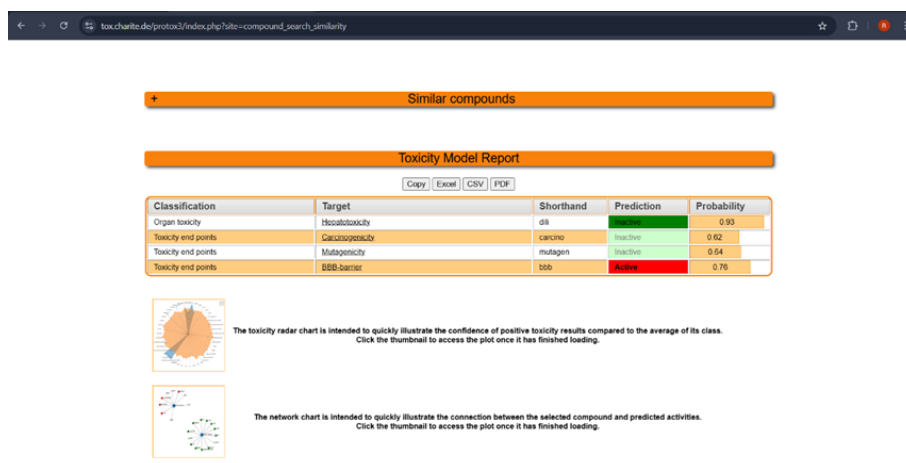 tox.charite.de/protox3/index.php?site=compound_search_similarity
R
+ Similar compounds
Toxicity Model Report
Copy Excel CSV PDF
Classification Target Shorthand Prediction Probability
Organ toxicity Hepatotoxicity dili Inactive 0.93
Toxicity end points Carcinogenicity carcino Inactive 0.62
Toxicity end points Mutagenicity mutagen Inactive 0.54
Toxicity end points BBB-barrier bbb Active 0.76
The toxicity radar chart is intended to quickly illustrate the confidence of positive toxicity results compared to the average of its class.
Click the thumbnail to access the plot once it has finished loading.
The network chart is intended to quickly illustrate the connection between the selected compound and predicted activities.
Click the thumbnail to access the plot once it has finished loading.